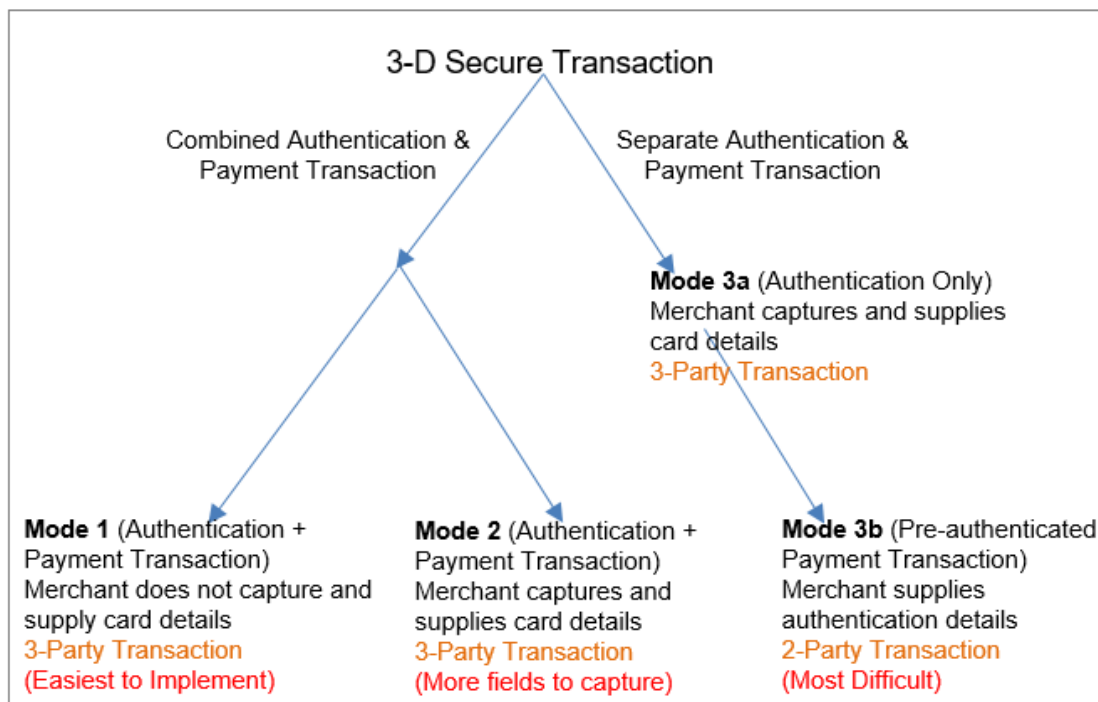 3-D Secure Transaction
Combined Authentication &
Payment Transaction
Separate Authentication &
Payment Transaction
Mode 3a (Authentication Only)
Merchant captures and supplies
card details
3-Party Transaction
Mode 1 (Authentication +
Payment Transaction)
Merchant does not capture and
supply card details
3-Party Transaction
(Easiest to Implement)
Mode 2 (Authentication +
Payment Transaction)
Merchant captures and
supplies card details
3-Party Transaction
(More fields to capture)
Mode 3b (Pre-authenticated
Payment Transaction)
Merchant supplies
authentication details
2-Party Transaction
(Most Difficult)